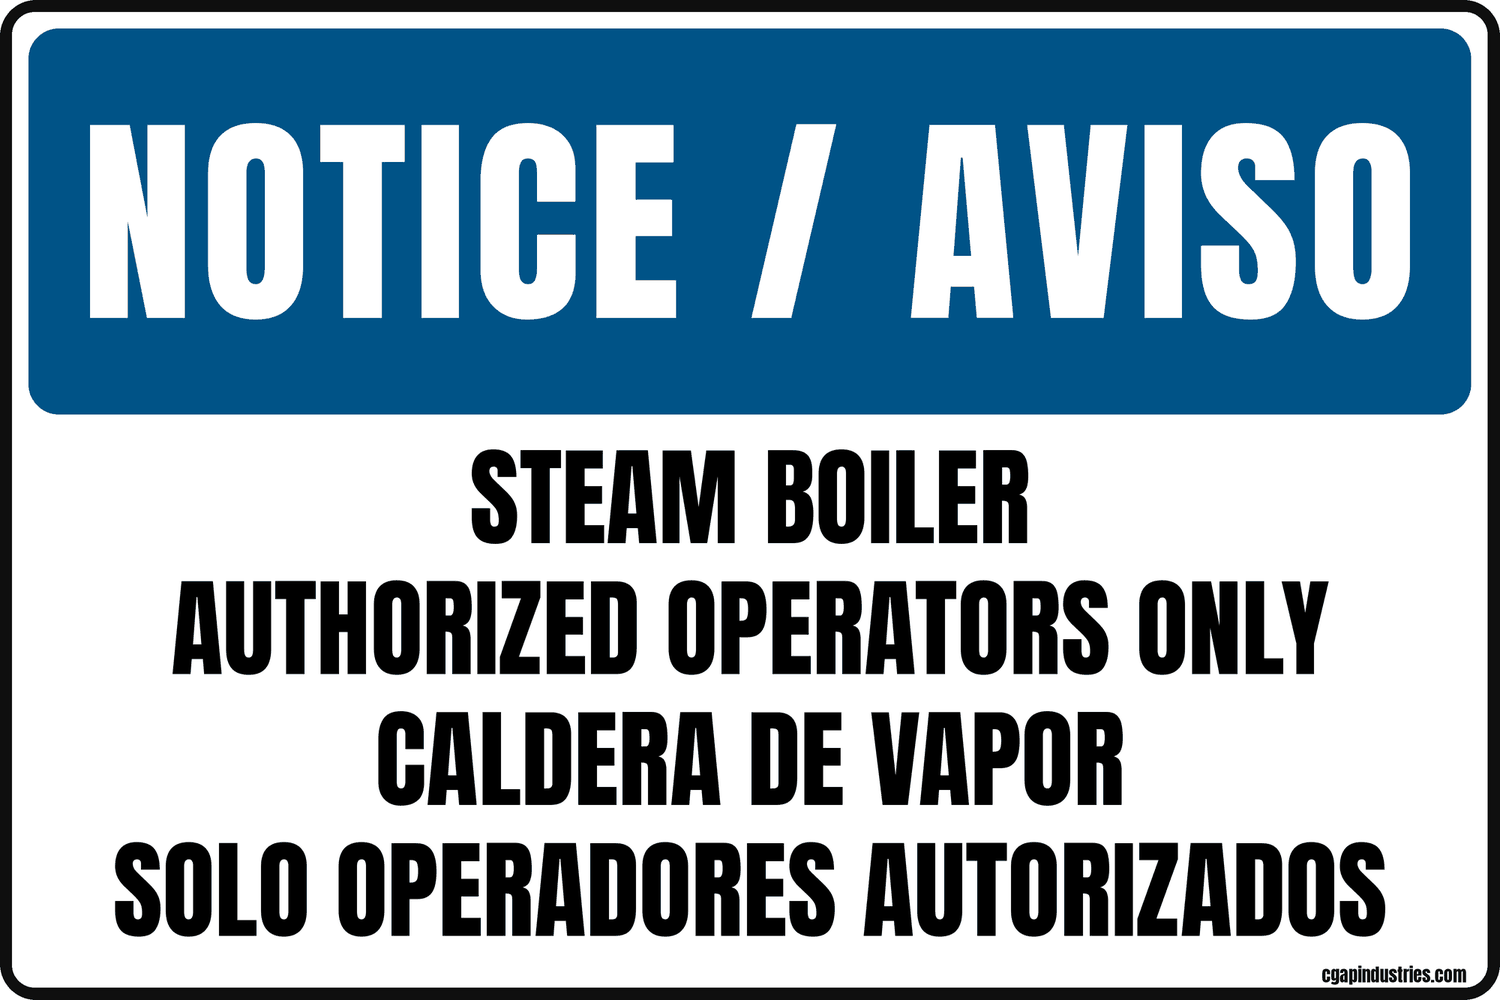 NOTICE / AVISO
STEAM BOILER
AUTHORIZED OPERATORS ONLY
CALDERA DE VAPOR
SOLO OPERADORES AUTORIZADOS
cgapindustries.com